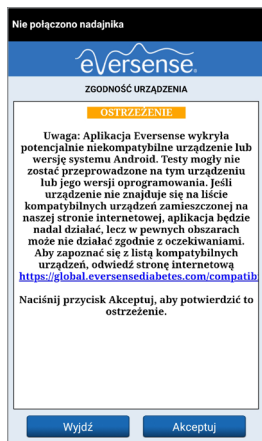 Nie połączono nadajnika
eversense.
ZGODNOŚĆ URZĄDZENIA
OSTRZEŻENIE
Uwaga: Aplikacja Eversense wykryła
potencjalnie niekompatybilne urządzenie lub
wersję systemu Android. Testy mogły nie
zostać przeprowadzone na tym urządzeniu
lub jego wersji oprogramowania. Jeśli
urządzenie nie znajduje się na liście
kompatybilnych urządzeń zamieszczonej na
naszej stronie internetowej, aplikacja będzie
nadal działać, lecz w pewnych obszarach
może nie działać zgodnie z oczekiwaniami.
Aby zapoznać się z listą kompatybilnych
urządzeń, odwiedź stronę internetową
https://global.eversensediabetes.com/compatib
Naciśnij przycisk Akceptuj, aby potwierdzić to
ostrzeżenie.
Wyjdź
Akceptuj